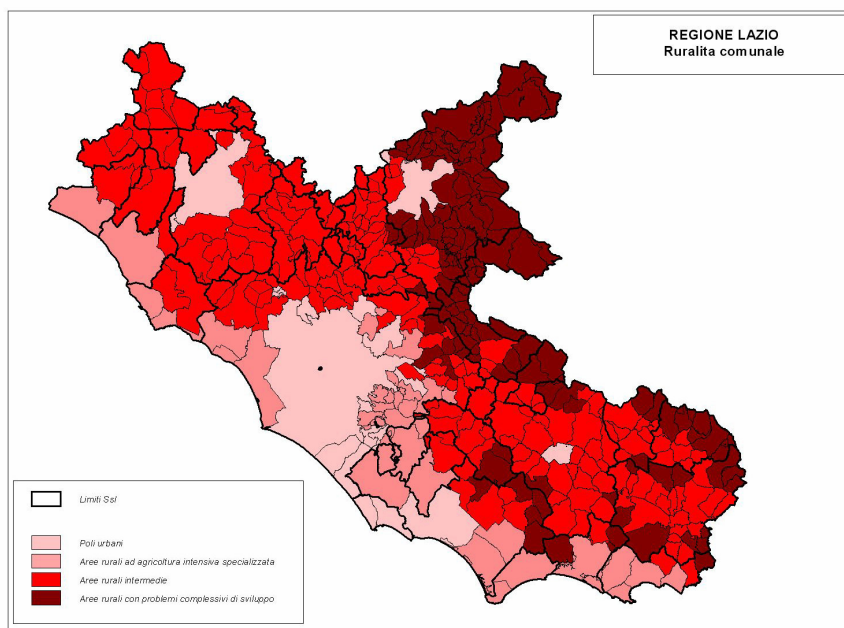 REGIONE LAZIO
Ruralita comunale
Limiti Ssl
Poli urbani
Aree rurali ad agricoltura intensiva specializzata
Aree rurali intermedie
Aree rurali con problemi complessivi di sviluppo